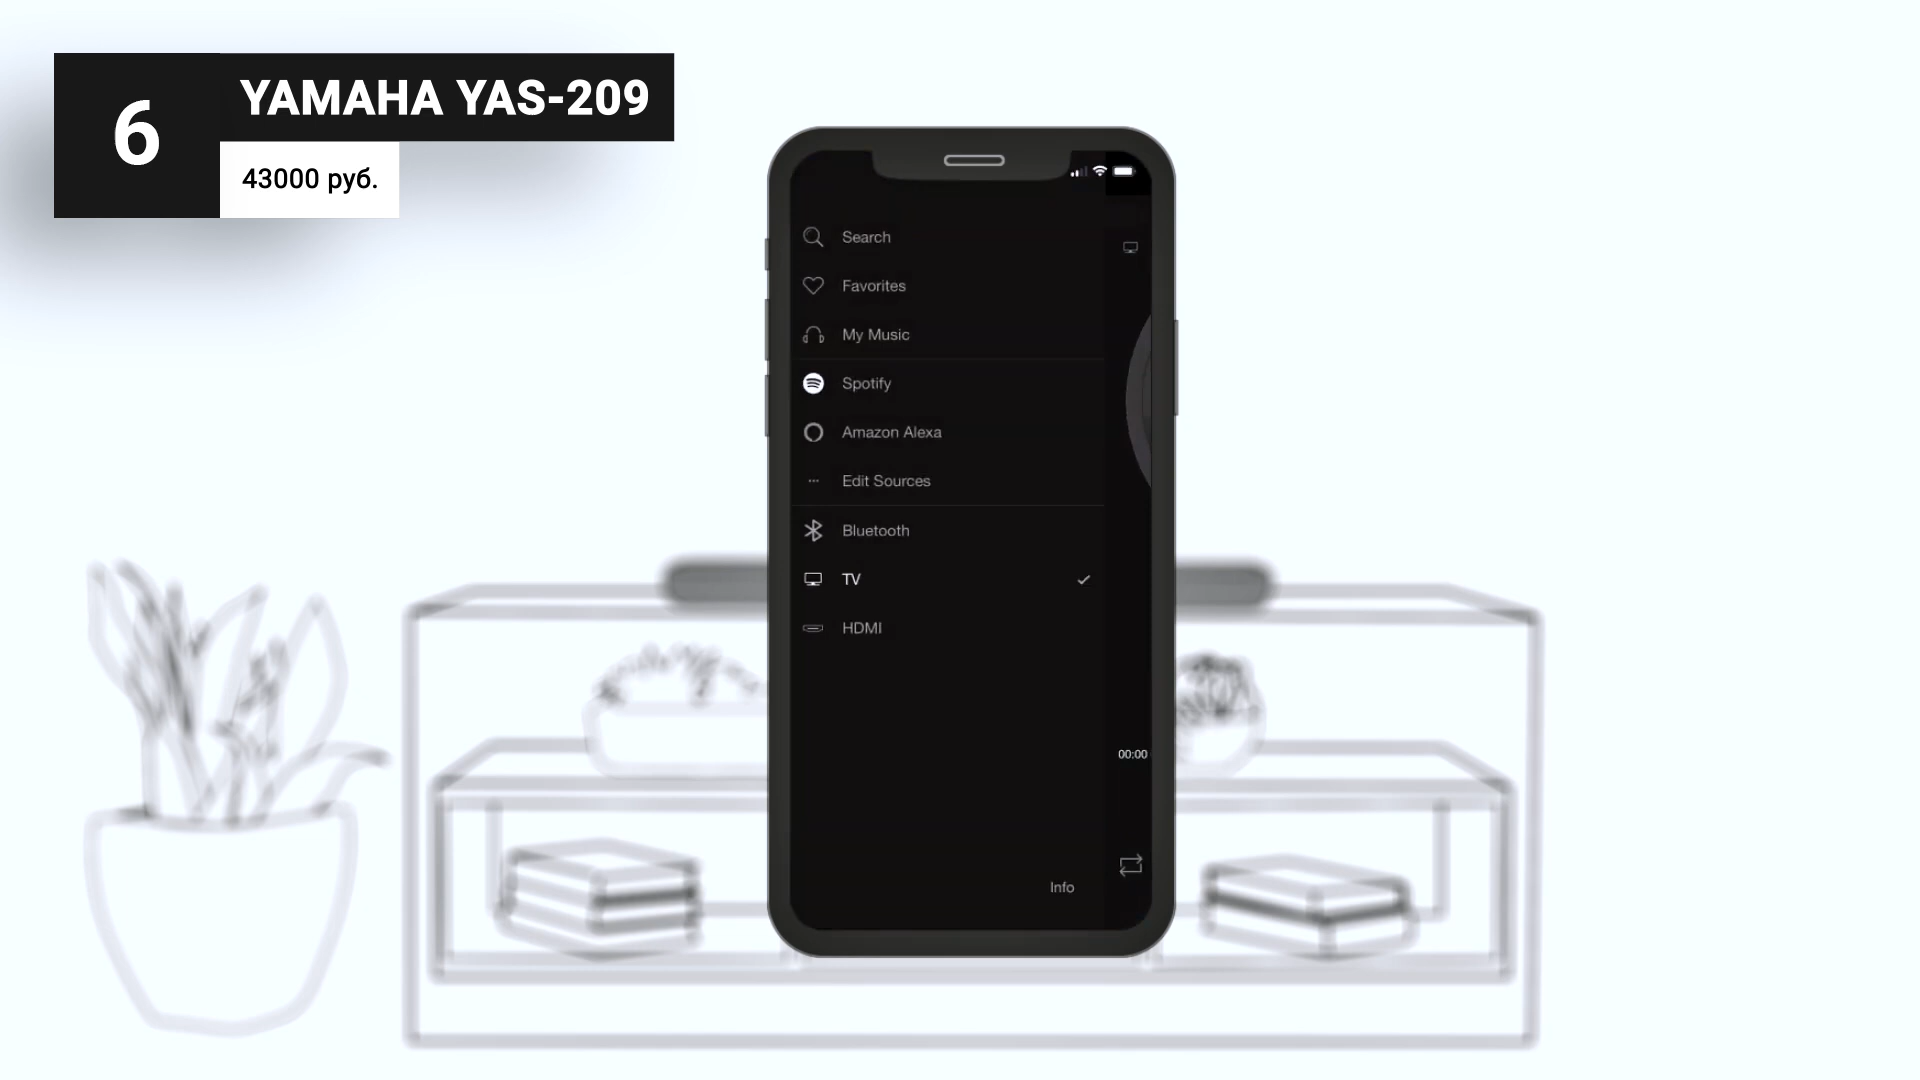 6
YAMAHA YAS-209
43000 руб.
Search
Favorites
My Music
Spotify
Amazon Alexa
Edit Sources
Bluetooth
TV
HDMI
00:00
Info